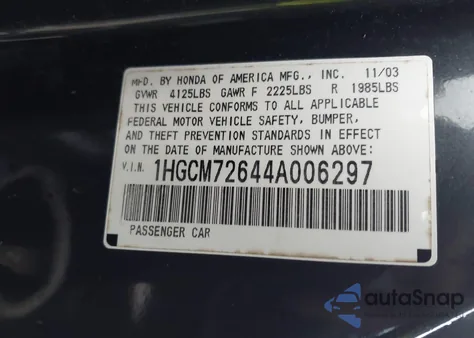 MFD. BY HONDA OF AMERICA MFG., INC. 11/03
GVWR 4125LBS GAWR F 2225LBS R 1985LBS
THIS VEHICLE CONFORMS TO ALL APPLICABLE
FEDERAL MOTOR VEHICLE SAFETY, BUMPER,
AND THEFT PREVENTION STANDARDS IN EFFECT
ON THE DATE OF MANUFACTURE SHOWN ABOVE:
V.I.N. 1HGCM72644A006297
PASSENGER CAR
autoSnap